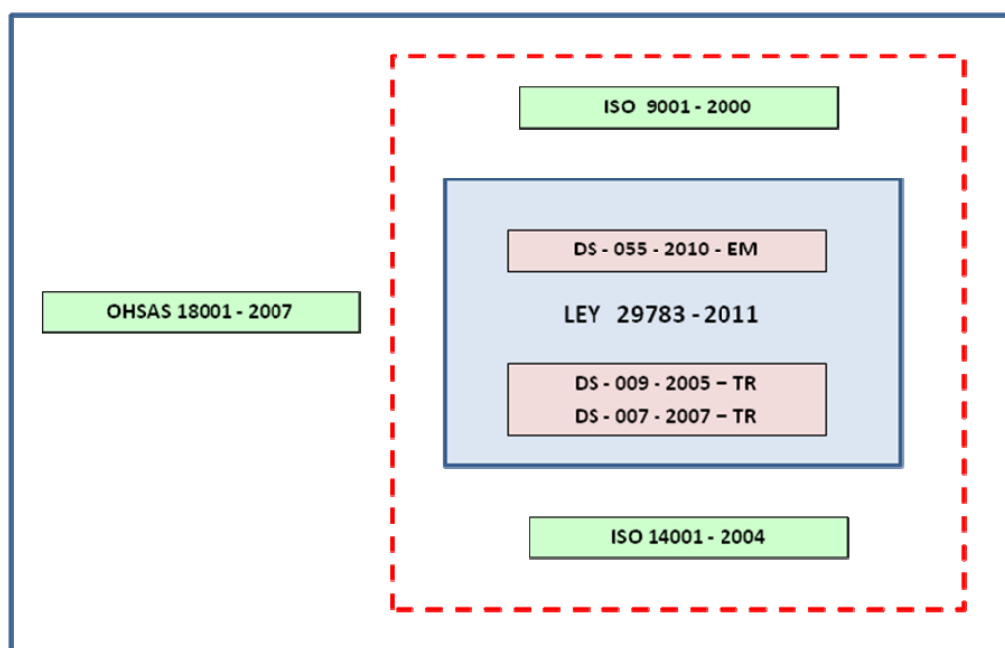 ISO 9001 - 2000
DS - 055 - 2010 - EM
OHSAS 18001 - 2007
LEY 29783 - 2011
DS - 009 - 2005 – TR
DS - 007 - 2007 – TR
ISO 14001 - 2004